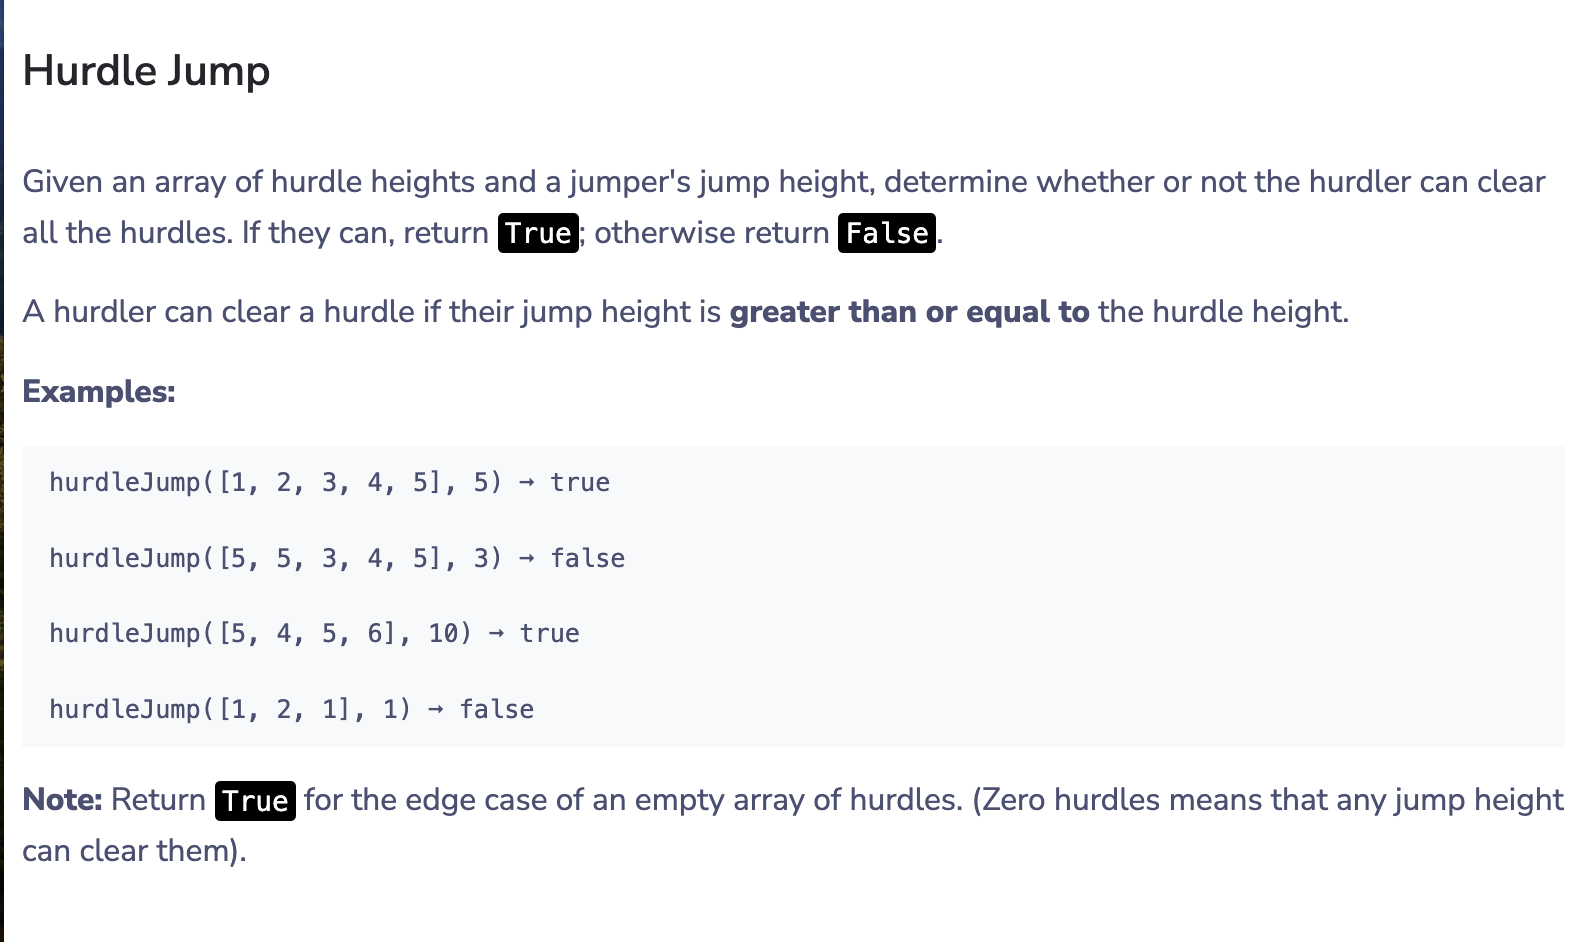 Hurdle Jump
Given an array of hurdle heights and a jumper's jump height, determine whether or not the hurdler can clear
all the hurdles. If they can, return True; otherwise return False.
A hurdler can clear a hurdle if their jump height is greater than or equal to the hurdle height.
Examples:
hurdleJump([1, 2, 3, 4, 5], 5) → true
hurdleJump([5, 5, 3, 4, 5], 3) → false
hurdleJump([5, 4, 5, 6], 10) → true
hurdleJump([1, 2, 1], 1) → false
Note: Return True for the edge case of an empty array of hurdles. (Zero hurdles means that any jump height
can clear them).